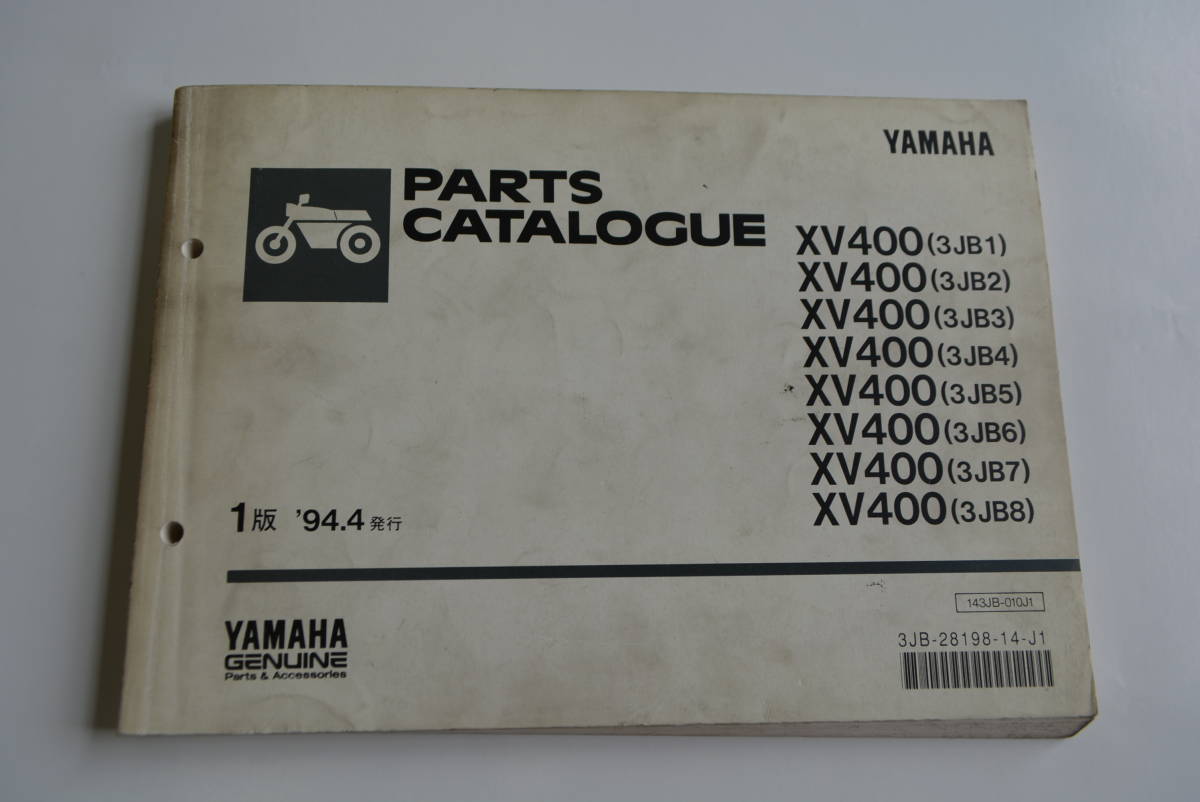 YAMAHA
PARTS
CATALOGUE
XV400 (3JB1)
XV400 (3JB2)
XV400 (3JB3)
XV400 (3JB4)
XV400 (3JB5)
XV400 (3JB6)
XV400 (3JB7)
XV400 (3JB8)
1版 '94.4 発行
YAMAHA
GENUINE
Parts & Accessories
143JB-010J1
3JB-28198-14-J1